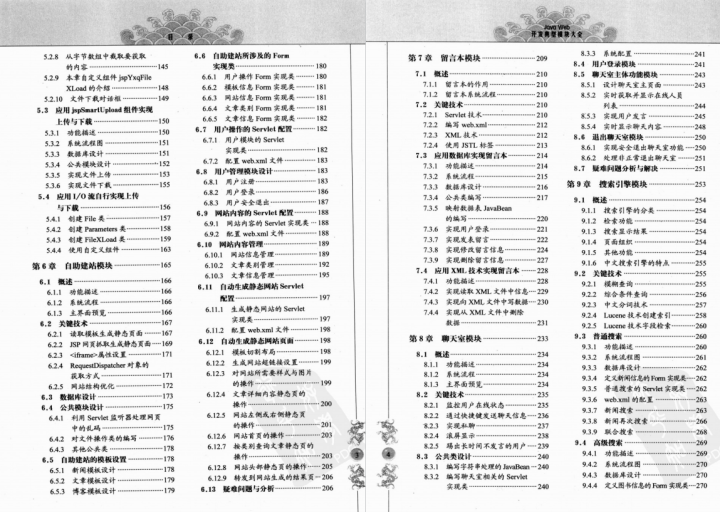 目 录
5.2.8 从字节数组中截取要获取
的内容 145
5.2.9 本章自定义组件 jspYxqFile
XLoad 的介绍 148
5.2.10 文件下载对话框 149
5.3 应用 jspSmartUpload 组件实现
上传与下载 150
5.3.1 功能描述 150
5.3.2 系统流程图 151
5.3.3 数据库设计 151
5.3.4 公共模块设计 152
5.3.5 实现文件上传 153
5.3.6 实现文件下载 155
5.4 应用 I/O 流自行实现上传
与下载 156
5.4.1 创建 File 类 157
5.4.2 创建 Parameters 类 158
5.4.3 创建 FileXLoad 类 159
5.4.4 使用自定义组件 163
第 6 章 自助建站模块 165
6.1 概述 166
6.1.1 功能描述 166
6.1.2 系统流程 166
6.1.3 主界面预览 166
6.2 关键技术 167
6.2.1 读取模板生成静态页面 167
6.2.2 JSP 网页抓取生成静态页面 169
6.2.3 <iframe>属性设置 171
6.2.4 RequestDispatcher 对象的
获取方式 171
6.2.5 网站结构优化 172
6.3 数据库设计 173
6.4 公共模块设计 175
6.4.1 利用 Servlet 监听器处理网页
中的乱码 175
6.4.2 对文件操作类的编写 176
6.4.3 其他公共类 178
6.5 自助建站的模板设置 178
6.5.1 新闻模板设计 178
6.5.2 文章模板设计 179
6.5.3 博客模板设计 179
6.6 自助建站所涉及的 Form
实现类 180
6.6.1 用户操作 Form 实现类 180
6.6.2 模板信息 Form 实现类 181
6.6.3 网站信息 Form 实现类 181
6.6.4 文章类别 Form 实现类 182
6.6.5 文章信息 Form 实现类 182
6.7 用户操作的 Servlet 配置 182
6.7.1 用户模块的 Servlet
实现类 182
6.7.2 配置 web.xml 文件 183
6.8 用户管理模块设计 183
6.8.1 用户注册 183
6.8.2 用户登录 186
6.8.3 用户安全退出 187
6.9 网站内容的 Servlet 配置 188
6.9.1 网站内容的 Servlet 实现类 188
6.9.2 配置 web.xml 文件 188
6.10 网站内容管理 189
6.10.1 网站信息管理 189
6.10.2 文章类别管理 192
6.10.3 文章信息管理 195
6.11 自动生成静态网站 Servlet
配置 197
6.11.1 生成静态网站的 Servlet
实现类 197
6.11.2 配置 web.xml 文件 198
6.12 自动生成静态网站页面 198
6.12.1 模板切割布局 198
6.12.2 生成网站超链接设置 199
6.12.3 对网站所需要样式与图片
的操作 199
6.12.4 文章详细内容静态页的
操作 200
6.12.5 网站左侧或右侧静态页
的操作 201
6.12.6 网站首页的操作 203
6.12.7 按类别查询文章静态页的
操作 203
6.12.8 网站头部静态页的操作 205
6.12.9 转发到网站生成的结果页 206
6.13 疑难问题与分析 206
3
Java Web
开发典型模块大全
第 7 章 留言本模块 209
7.1 概述 210
7.1.1 留言本的作用 210
7.1.2 留言本系统流程 210
7.2 关键技术 210
7.2.1 Servlet 技术 210
7.2.2 编写 web.xml 212
7.2.3 XML 技术 212
7.2.4 使用 JSTL 标签 213
7.3 应用数据库实现留言本 214
7.3.1 功能描述 214
7.3.2 系统流程 215
7.3.3 数据库设计 216
7.3.4 公共类编写 217
7.3.5 映射数据表 JavaBean
的编写 220
7.3.6 实现用户登录 221
7.3.7 实现发表留言 222
7.3.8 实现修改留言信息 224
7.3.9 实现删除留言信息 227
7.4 应用 XML 技术实现留言本 228
7.4.1 功能描述 228
7.4.2 实现读取 XML 文件中信息 229
7.4.3 实现向 XML 文件中写数据 230
7.4.4 实现从 XML 文件中删除
数据 231
第 8 章 聊天室模块 233
8.1 概述 234
8.1.1 功能描述 234
8.1.2 系统流程 234
8.1.3 主界面预览 234
8.2 关键技术 235
8.2.1 监控用户在线状态 235
8.2.2 通过快捷键发送聊天信息 236
8.2.3 实现私聊 237
8.2.4 滚屏显示 238
8.2.5 踢出长时间不发言的用户 239
8.3 公共类设计 240
8.3.1 编写字符串处理的JavaBean 240
8.3.2 编写聊天室相关的 Servlet
实现类 240
8.3.3 系统配置 241
8.4 用户登录模块 241
8.5 聊天室主体功能模块 243
8.5.1 设计聊天室主页面 243
8.5.2 实时获取并显示在线人员
列表 244
8.5.3 实现用户发言 245
8.5.4 实时显示聊天内容 248
8.6 退出聊天室模块 250
8.6.1 实现安全退出聊天室功能 250
8.6.2 处理非正常退出聊天室 251
8.7 疑难问题分析与解决 251
第 9 章 搜索引擎模块 253
9.1 概述 254
9.1.1 搜索引擎的分类 254
9.1.2 检索功能 254
9.1.3 搜索显示结果 254
9.1.4 页面组织 254
9.1.5 其他功能 254
9.1.6 中文搜索引擎的特点 255
9.2 关键技术 255
9.2.1 模糊查询 255
9.2.2 综合条件查询 256
9.2.3 中文分词技术 257
9.2.4 Lucene 技术创建索引 258
9.2.5 Lucene 技术字段检索 260
9.3 普通搜索 260
9.3.1 功能描述 260
9.3.2 系统流程图 261
9.3.3 数据库设计 262
9.3.4 定义新闻信息的Form 实现类 262
9.3.5 普通搜索的 Servlet 实现类 262
9.3.6 web.xml 的配置 263
9.3.7 新闻搜索 263
9.3.8 新闻再次搜索 263
9.3.9 联合搜索 268
9.4 高级搜索 269
9.4.1 功能描述 269
9.4.2 系统流程图 270
9.4.3 数据库设计 270
9.4.4 定义图书信息的Form 实现类 270
4